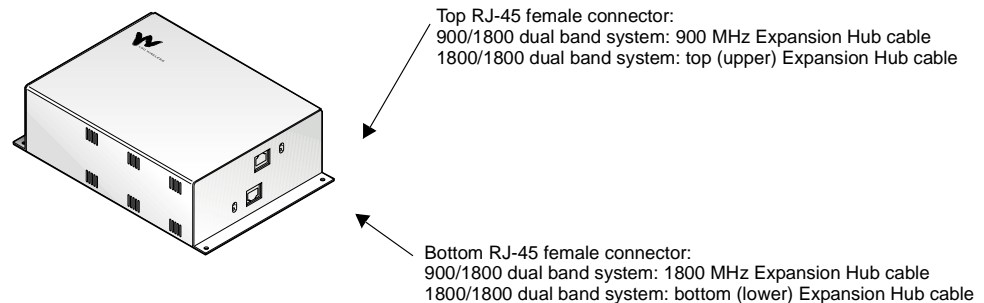 Top RJ-45 female connector:
900/1800 dual band system: 900 MHz Expansion Hub cable
1800/1800 dual band system: top (upper) Expansion Hub cable
Bottom RJ-45 female connector:
900/1800 dual band system: 1800 MHz Expansion Hub cable
1800/1800 dual band system: bottom (lower) Expansion Hub cable